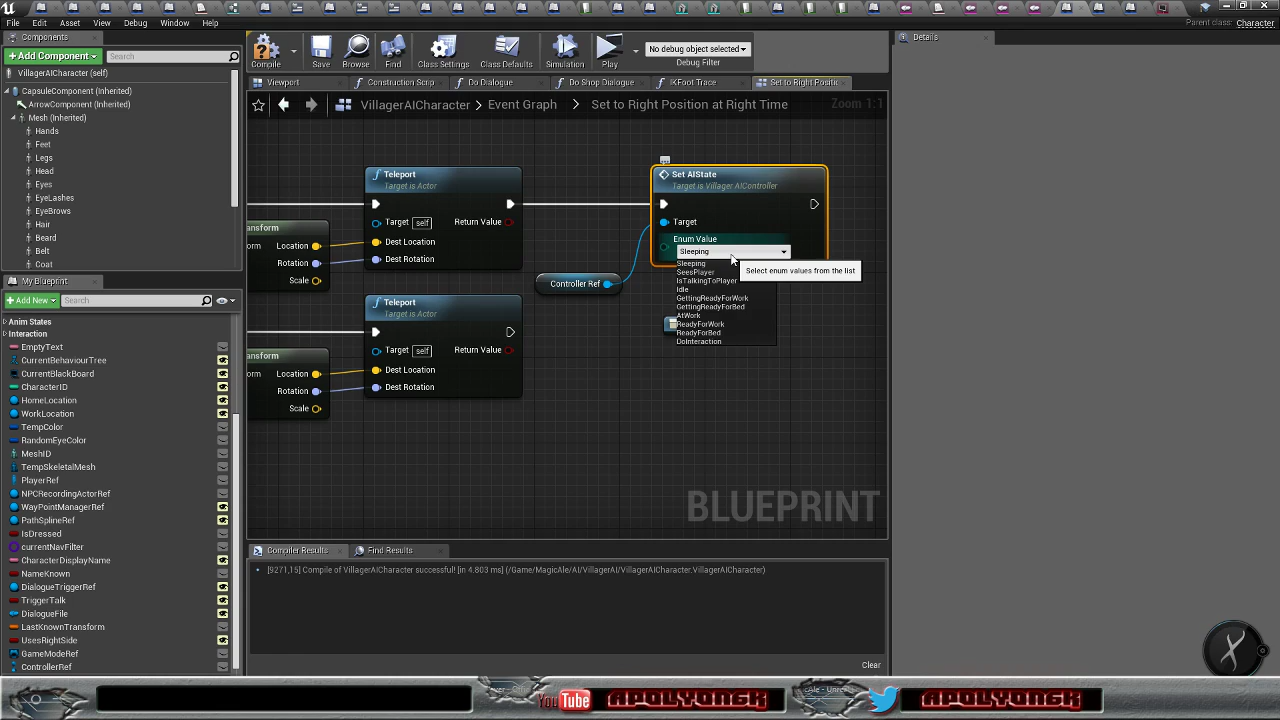 File Edit Asset View Debug Window Help
Parent class: Character
Components
Add Component Search
VillagerAICharacter (self)
CapsuleComponent (Inherited)
ArrowComponent (Inherited)
Mesh (Inherited)
Hands
Feet
Legs
Head
Eyes
EyeLashes
EyeBrows
Hair
Beard
Belt
Coat
My Blueprint
Add New Search
Anim States
Interaction
EmptyText
CurrentBehaviourTree
CurrentBlackBoard
CharacterID
HomeLocation
WorkLocation
TempColor
RandomEyeColor
MeshID
TempSkeletalMesh
PlayerRef
NPCRecordingActorRef
WayPointManagerRef
PathSplineRef
IsDressed
currentNavFilter
CharacterDisplayName
NameKnown
DialogueTriggerRef
TriggerTalk
DialogueFile
LastKnownTransform
UsesRightSide
GameModeRef
ControllerRef
Compile Save Browse Find Class Settings Class Defaults Simulation Play
No debug object selected
Debug Filter
Viewport Construction Scrip Do Dialogue Do Shop Dialogue IKFoot Trace Set to Right Positic
VillagerAICharacter > Event Graph > Set to Right Position at Right Time Zoom 1:1
Teleport
Target is Actor
Target self Return Value
Dest Location
Dest Rotation
ansform
orm Location
Rotation
Scale
Controller Ref
Set AIState
Target is Villager AIController
Target
Enum Value
Sleeping
Sleeping
SeesPlayer
IsTalkingToPlayer
Idle
GettingReadyForWork
GettingReadyForBed
AtWork
ReadyForWork
ReadyForBed
DoInteraction
Select enum values from the list
Teleport
Target is Actor
Target self Return Value
Dest Location
Dest Rotation
ansform
orm Location
Rotation
Scale
BLUEPRINT
Compiler Results Find Results
[9271,15] Compile of VillagerAICharacter successful! [in 4.803 ms] (/Game/MagicAle/AI/VillagerAI/VillagerAICharacter.VillagerAICharacter)
Clear
Details
You Tube APOLYONGK APOLYONGK